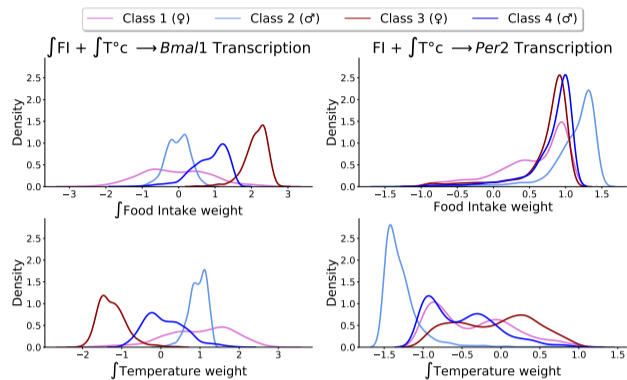 Class 1 (♀) Class 2 (♂) Class 3 (♀) Class 4 (♂)
∫FI + ∫T°c →Bmal1 Transcription
FI + ∫T°c →Per2 Transcription
Density
2.5
2.0
1.5
1.0
0.5
0.0
−3 −2 −1 0 1 2 3
∫Food Intake weight
Density
2.5
2.0
1.5
1.0
0.5
0.0
−1.5 −1.0 −0.5 0.0 0.5 1.0 1.5
Food Intake weight
Density
2.5
2.0
1.5
1.0
0.5
0.0
−2 −1 0 1 2 3
∫Temperature weight
Density
2.5
2.0
1.5
1.0
0.5
0.0
−1.5 −1.0 −0.5 0.0 0.5 1.0 1.5
∫Temperature weight